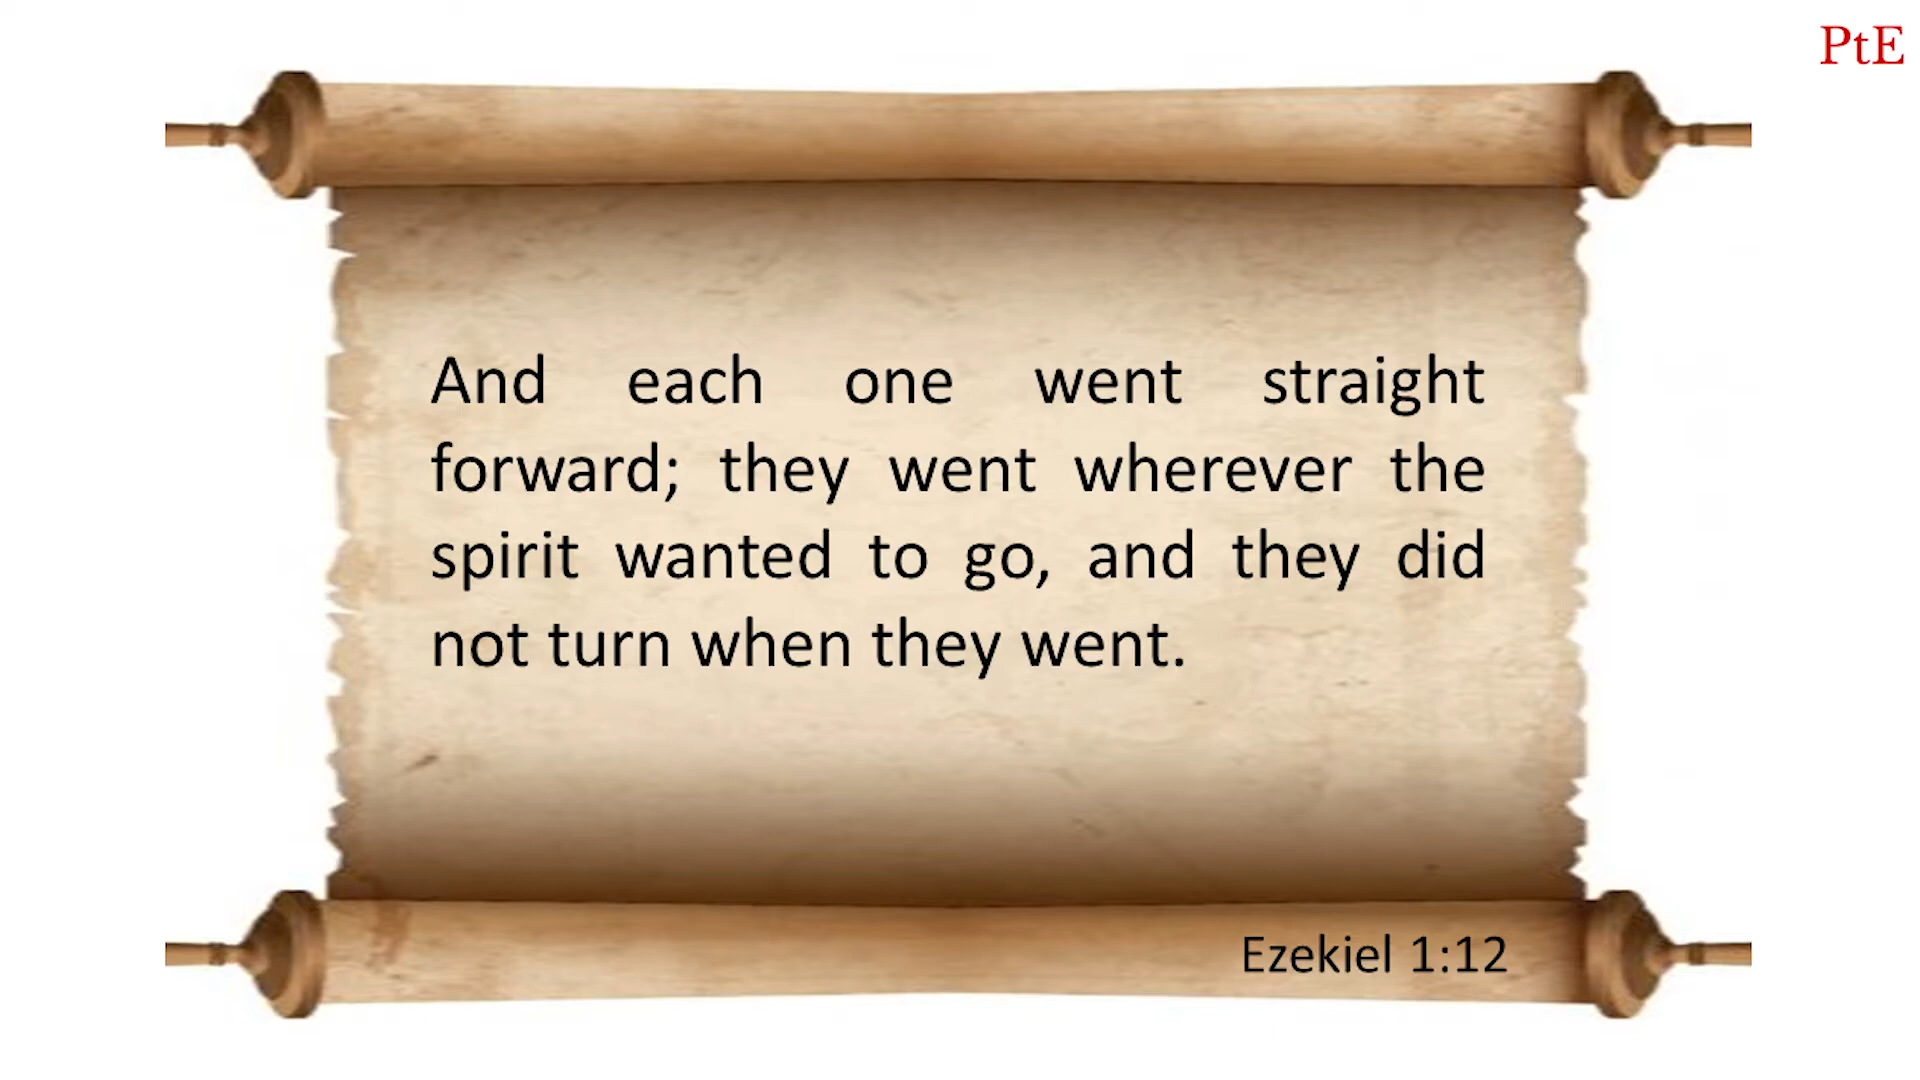 PtE
And each one went straight
forward; they went wherever the
spirit wanted to go, and they did
not turn when they went.
Ezekiel 1:12